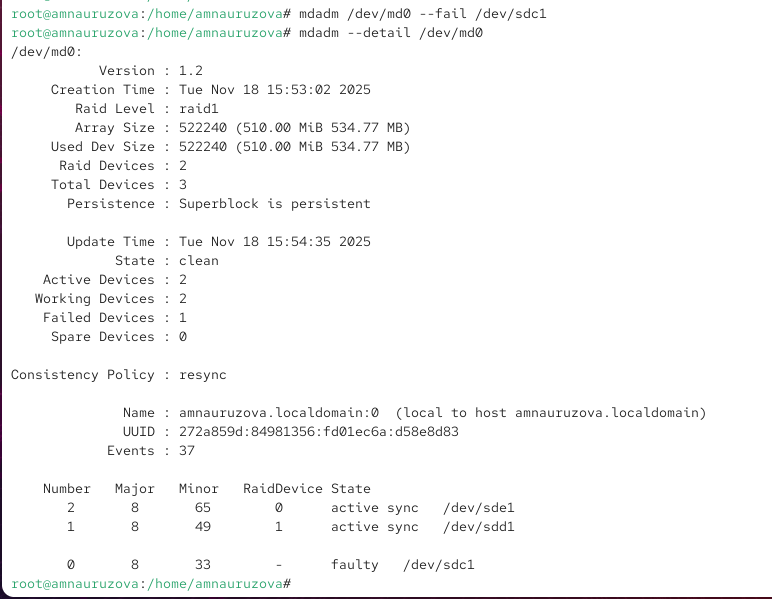 root@amnauruzova:/home/amnauruzova# mdadm /dev/md0 --fail /dev/sdc1
root@amnauruzova:/home/amnauruzova# mdadm --detail /dev/md0
/dev/md0:
Version : 1.2
Creation Time : Tue Nov 18 15:53:02 2025
Raid Level : raid1
Array Size : 522240 (510.00 MiB 534.77 MB)
Used Dev Size : 522240 (510.00 MiB 534.77 MB)
Raid Devices : 2
Total Devices : 3
Persistence : Superblock is persistent
Update Time : Tue Nov 18 15:54:35 2025
State : clean
Active Devices : 2
Working Devices : 2
Failed Devices : 1
Spare Devices : 0
Consistency Policy : resync
Name : amnauruzova.localdomain:0 (local to host amnauruzova.localdomain)
UUID : 272a859d:84981356:fd01ec6a:d58e8d83
Events : 37
Number Major Minor RaidDevice State
2 8 65 0 active sync /dev/sde1
1 8 49 1 active sync /dev/sdd1
0 8 33 - faulty /dev/sdc1
root@amnauruzova:/home/amnauruzova#